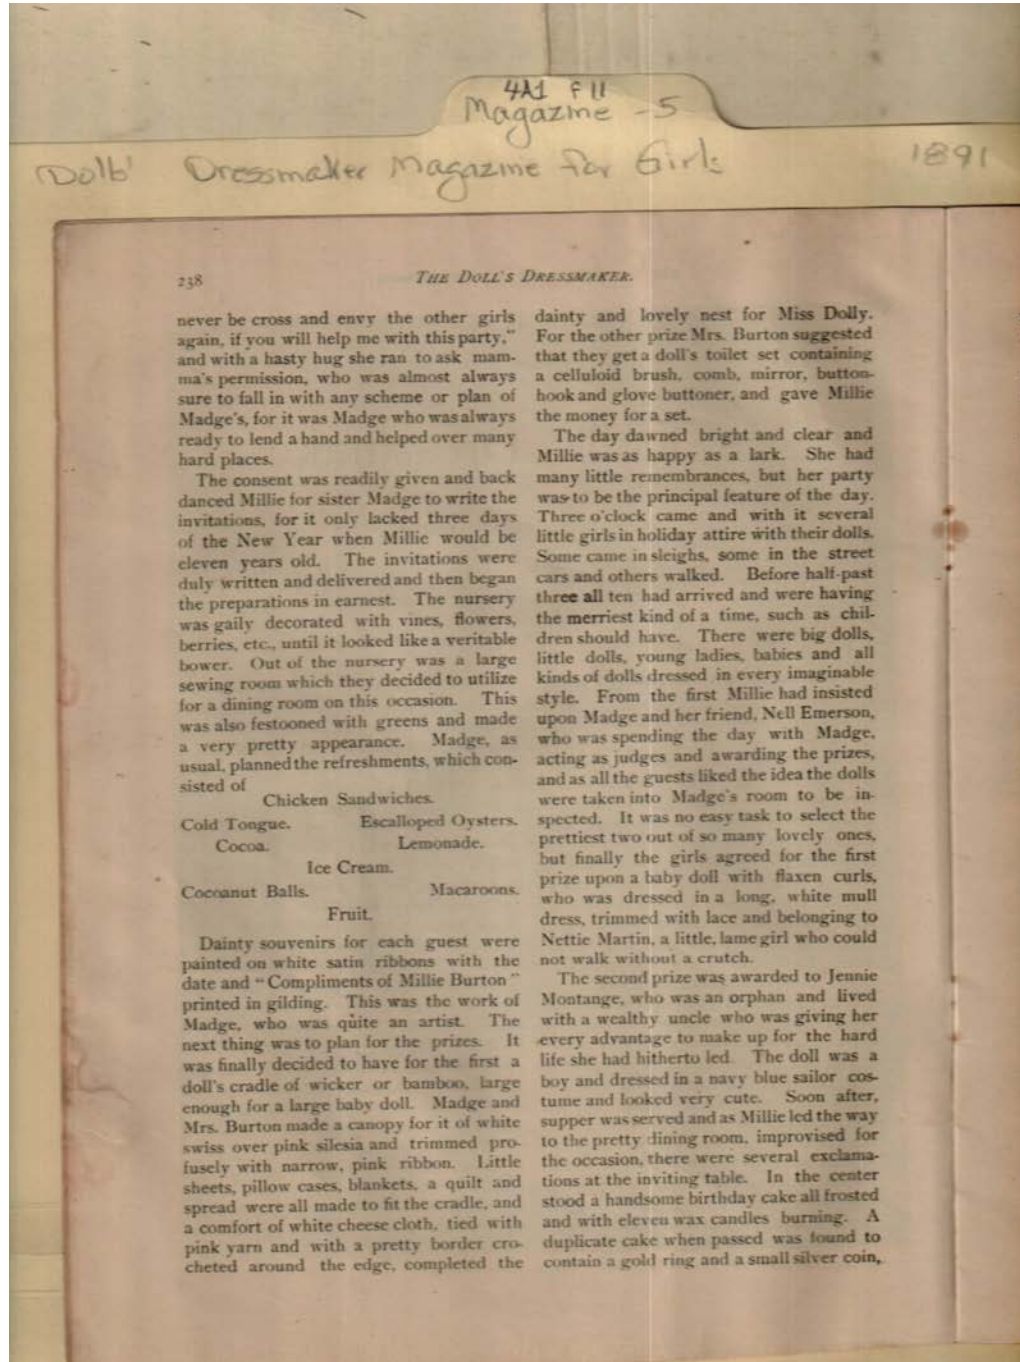 4A1 F11
Magazine - 5
Dolls' Dressmaker Magazine for Girls 1891
238
THE DOLL'S DRESSMAKER.
never be cross and envy the other girls
again, if you will help me with this party,"
and with a hasty hug she ran to ask mam-
ma's permission, who was almost always
sure to fall in with any scheme or plan of
Madge's, for it was Madge who was always
ready to lend a hand and helped over many
hard places.
The consent was readily given and back
danced Millie for sister Madge to write the
invitations, for it only lacked three days
of the New Year when Millie would be
eleven years old. The invitations were
duly written and delivered and then began
the preparations in earnest. The nursery
was gaily decorated with vines, flowers,
berries, etc., until it looked like a veritable
bower. Out of the nursery was a large
sewing room which they decided to utilize
for a dining room on this occasion. This
was also festooned with greens and made
a very pretty appearance. Madge, as
usual, planned the refreshments, which con-
sisted of
Chicken Sandwiches.
Cold Tongue. Escalloped Oysters.
Cocoa. Lemonade.
Ice Cream.
Cocoanut Balls. Macaroons.
Fruit.
Dainty souvenirs for each guest were
painted on white satin ribbons with the
date and "Compliments of Millie Burton"
printed in gilding. This was the work of
Madge, who was quite an artist. The
next thing was to plan for the prizes. It
was finally decided to have for the first a
doll's cradle of wicker or bamboo, large
enough for a large baby doll. Madge and
Mrs. Burton made a canopy for it of white
swiss over pink silesia and trimmed pro-
fusely with narrow, pink ribbon. Little
sheets, pillow cases, blankets, a quilt and
spread were all made to fit the cradle, and
a comfort of white cheese cloth, tied with
pink yarn and with a pretty border cro-
cheted around the edge, completed the
dainty and lovely nest for Miss Dolly.
For the other prize Mrs. Burton suggested
that they get a doll's toilet set containing
a celluloid brush, comb, mirror, button-
hook and glove buttoner, and gave Millie
the money for a set.
The day dawned bright and clear and
Millie was as happy as a lark. She had
many little remembrances, but her party
was to be the principal feature of the day.
Three o'clock came and with it several
little girls in holiday attire with their dolls.
Some came in sleighs, some in the street
cars and others walked. Before half-past
three all ten had arrived and were having
the merriest kind of a time, such as chil-
dren should have. There were big dolls,
little dolls, young ladies, babies and all
kinds of dolls dressed in every imaginable
style. From the first Millie had insisted
upon Madge and her friend, Nell Emerson,
who was spending the day with Madge,
acting as judges and awarding the prizes,
and as all the guests liked the idea the dolls
were taken into Madge's room to be in-
spected. It was no easy task to select the
prettiest two out of so many lovely ones,
but finally the girls agreed for the first
prize upon a baby doll with flaxen curls,
who was dressed in a long, white mull
dress, trimmed with lace and belonging to
Nettie Martin, a little, lame girl who could
not walk without a crutch.
The second prize was awarded to Jennie
Montange, who was an orphan and lived
with a wealthy uncle who was giving her
every advantage to make up for the hard
life she had hitherto led. The doll was a
boy and dressed in a navy blue sailor cos-
tume and looked very cute. Soon after,
supper was served and as Millie led the way
to the pretty dining room, improvised for
the occasion, there were several exclama-
tions at the inviting table. In the center
stood a handsome birthday cake all frosted
and with eleven wax candles burning. A
duplicate cake when passed was found to
contain a gold ring and a small silver coin,